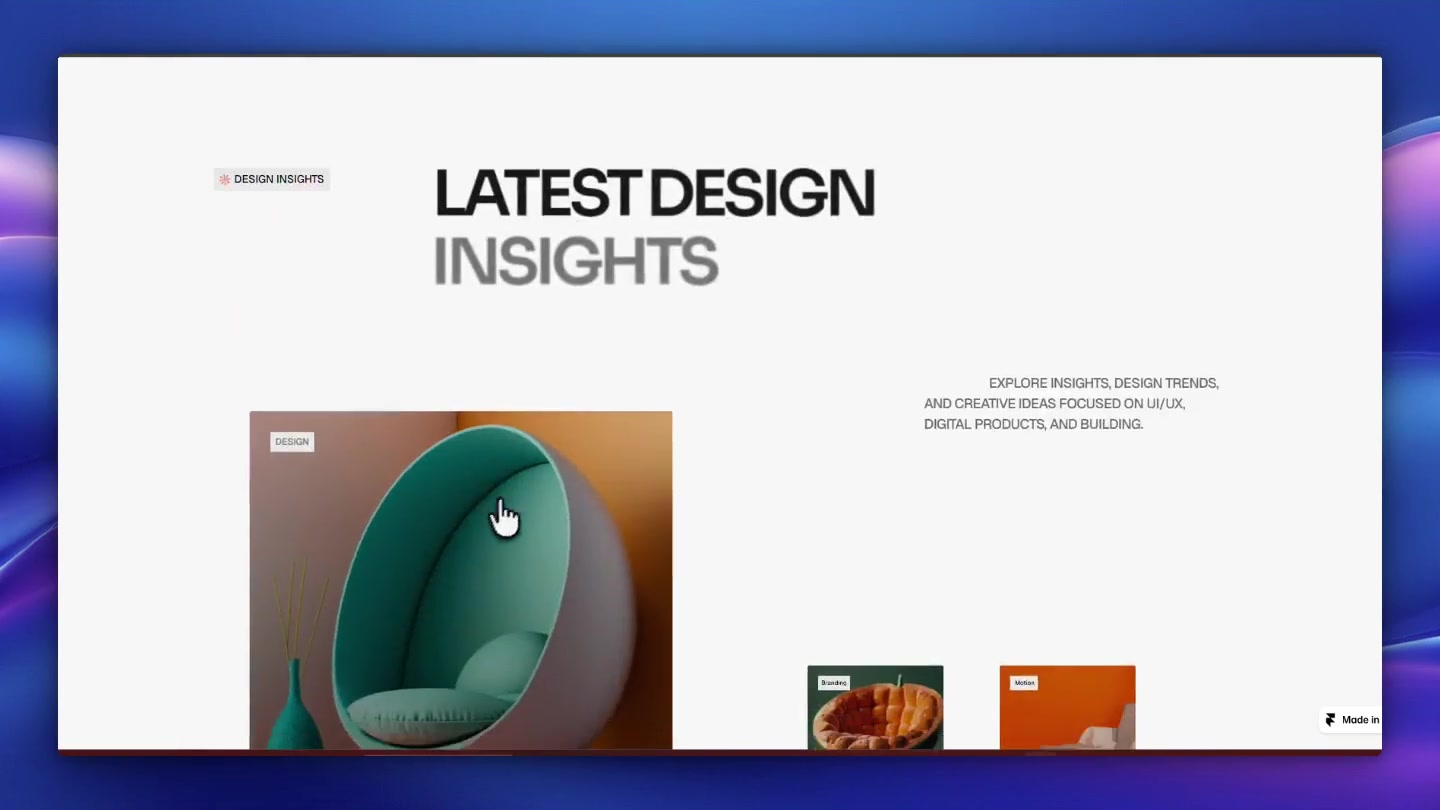 DESIGN INSIGHTS
LATEST DESIGN
INSIGHTS
EXPLORE INSIGHTS, DESIGN TRENDS,
AND CREATIVE IDEAS FOCUSED ON UI/UX,
DIGITAL PRODUCTS, AND BUILDING.
DESIGN
Branding
Motion
Made in